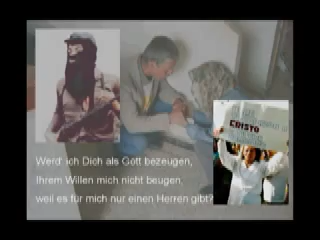 CRISTO
Werd' ich Dich als Gott bezeugen,
Ihrem Willen mich nicht beugen,
weil es für mich nur einen Herren gibt?